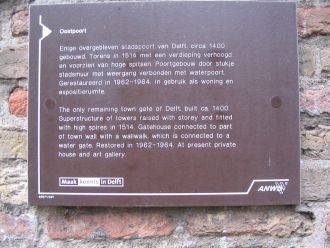 Oostpoort
Enige overgebleven stadspoort van Delft, circa 1400
gebouwd. Torens in 1514 met een verdieping verhoogd
en voorzien van hoge spitsen. Poortgebouw door stukje
stadsmuur met weergang verbonden met waterpoort.
Gerestaureerd in 1962-1964. In gebruik als woning en
expositieruimte.
The only remaining town gate of Delft, built ca. 1400.
Superstructure of towers raised with storey and fitted
with high spires in 1514. Gatehouse connected to part
of town wall with wallwalk, which is connected to a
water gate. Restored in 1962-1964. At present private
house and art gallery.
Maak kennis in Delft
ANWB